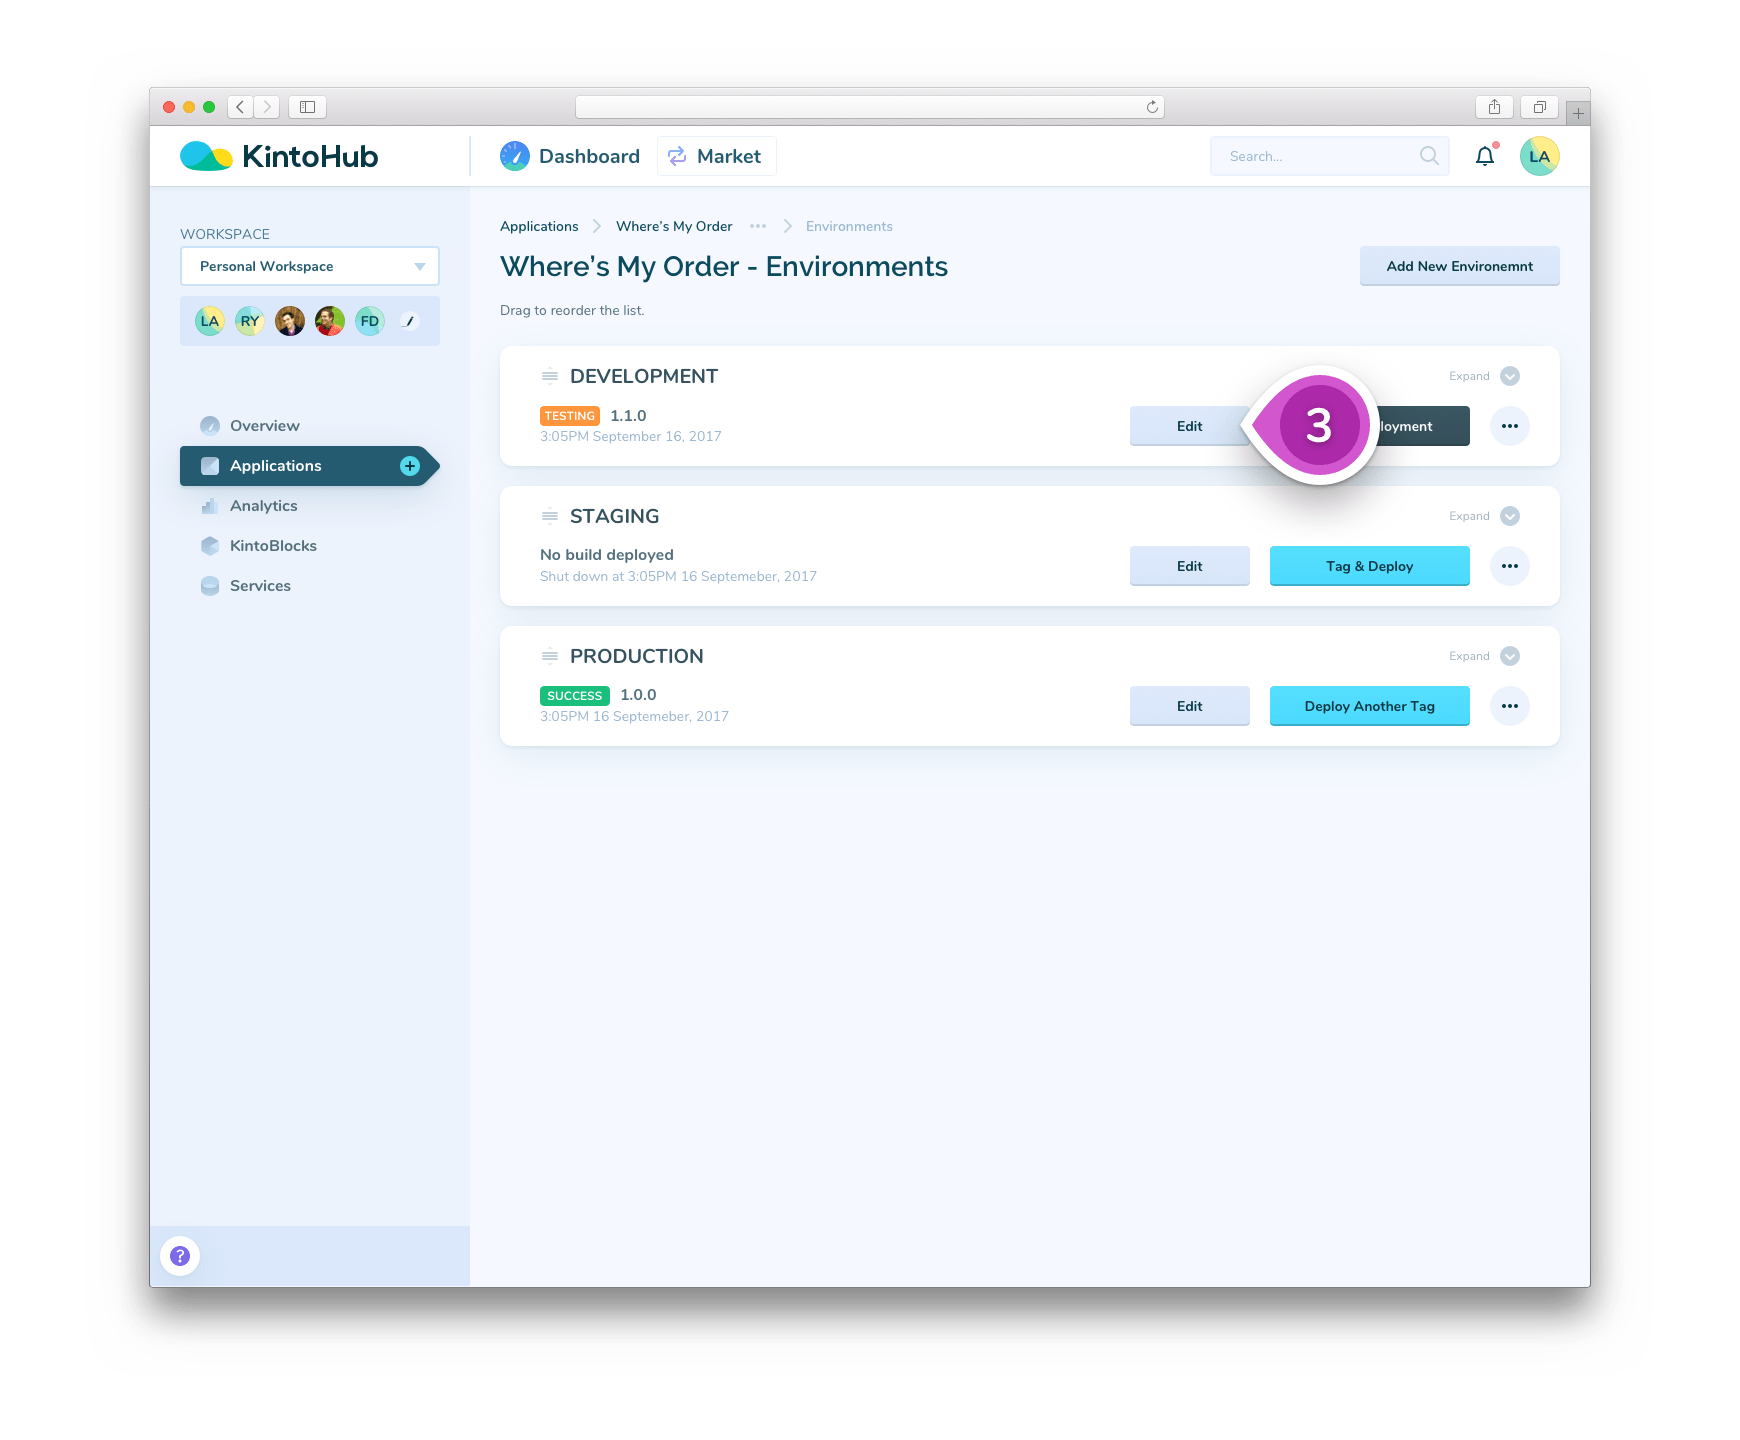 KintoHub
Dashboard
Market
Search...
LA
WORKSPACE
Personal Workspace
LA RY FD
Overview
Applications
Analytics
KintoBlocks
Services
?
Applications Where's My Order ••• Environments
Where's My Order - Environments
Add New Environemnt
Drag to reorder the list.
DEVELOPMENT
Expand
TESTING 1.1.0
3:05PM September 16, 2017
Edit
3
loyment
STAGING
Expand
No build deployed
Shut down at 3:05PM 16 Septemeber, 2017
Edit
Tag & Deploy
PRODUCTION
Expand
SUCCESS 1.0.0
3:05PM 16 Septemeber, 2017
Edit
Deploy Another Tag